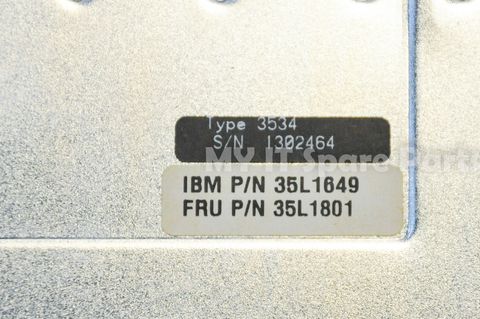 Type 3534
S/N 1302464
MY IT Spare Parts
IBM P/N 35L1649
FRU P/N 35L1801